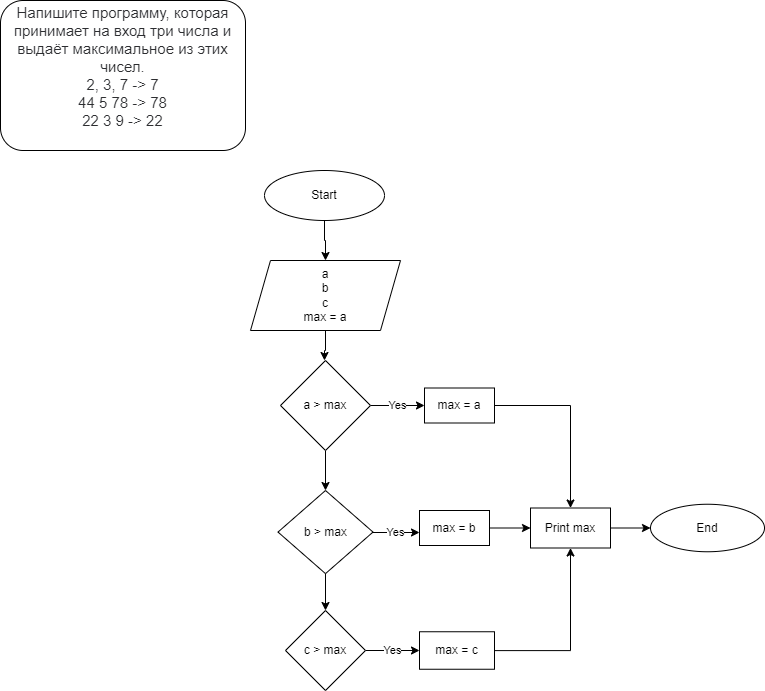 Напишите программу, которая
принимает на вход три числа и
выдаёт максимальное из этих
чисел.
2, 3, 7 -> 7
44 5 78 -> 78
22 3 9 -> 22
Start
a
b
c
max = a
a > max
Yes
max = a
b > max
Yes
max = b
Print max
End
c > max
Yes
max = c